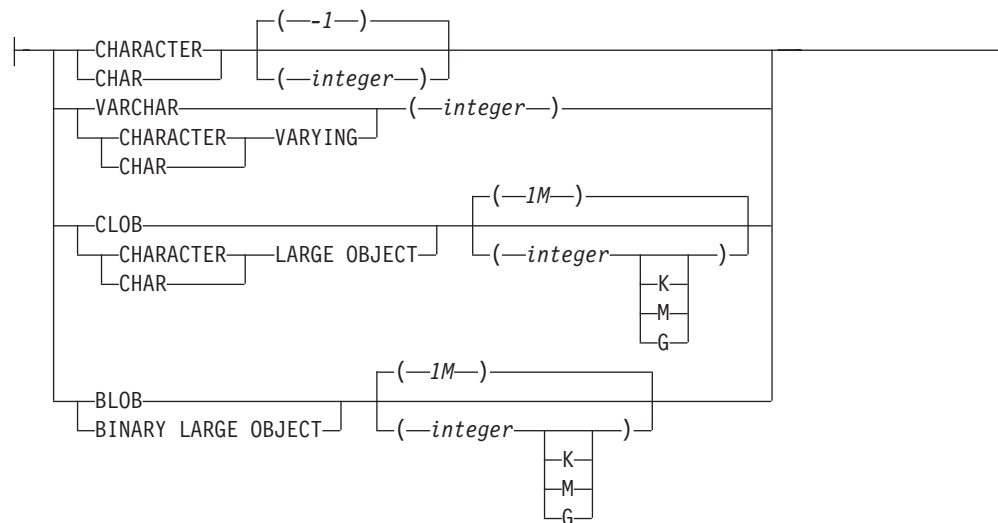 ( -1 )
CHARACTER
CHAR ( integer )
VARCHAR ( integer )
CHARACTER VARYING
CHAR
( 1M )
CLOB
CHARACTER LARGE OBJECT ( integer )
CHAR K
M
G
( 1M )
BLOB
BINARY LARGE OBJECT ( integer )
K
M
G